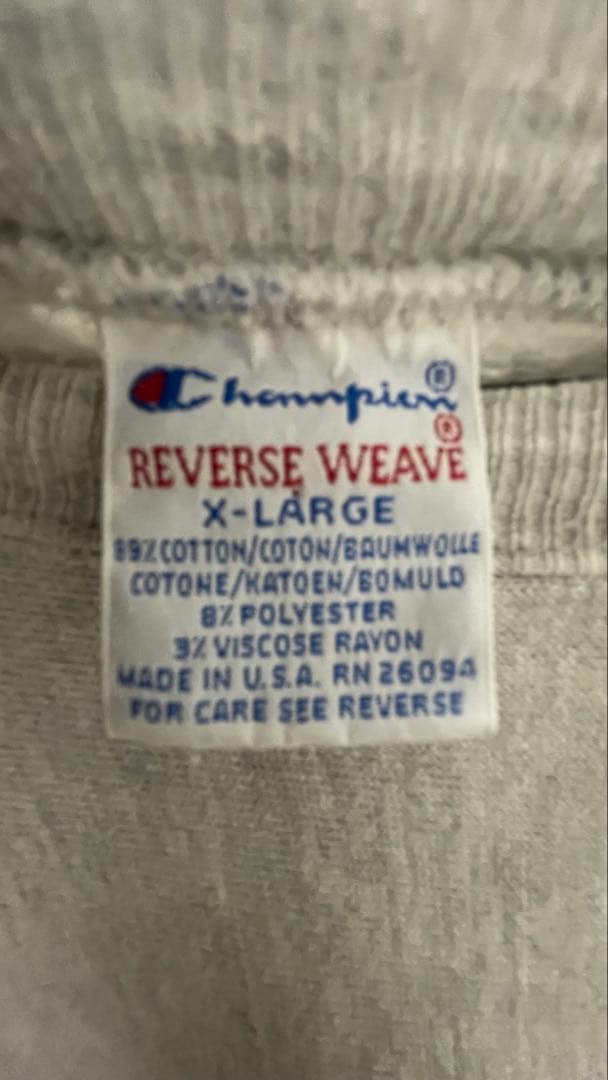 Champion®
REVERSE WEAVE®
X-LARGE
89% COTTON/COTON/BAUMWOLLE
COTONE/KATOEN/BOMULD
8% POLYESTER
3% VISCOSE RAYON
MADE IN U.S.A. RN 26094
FOR CARE SEE REVERSE